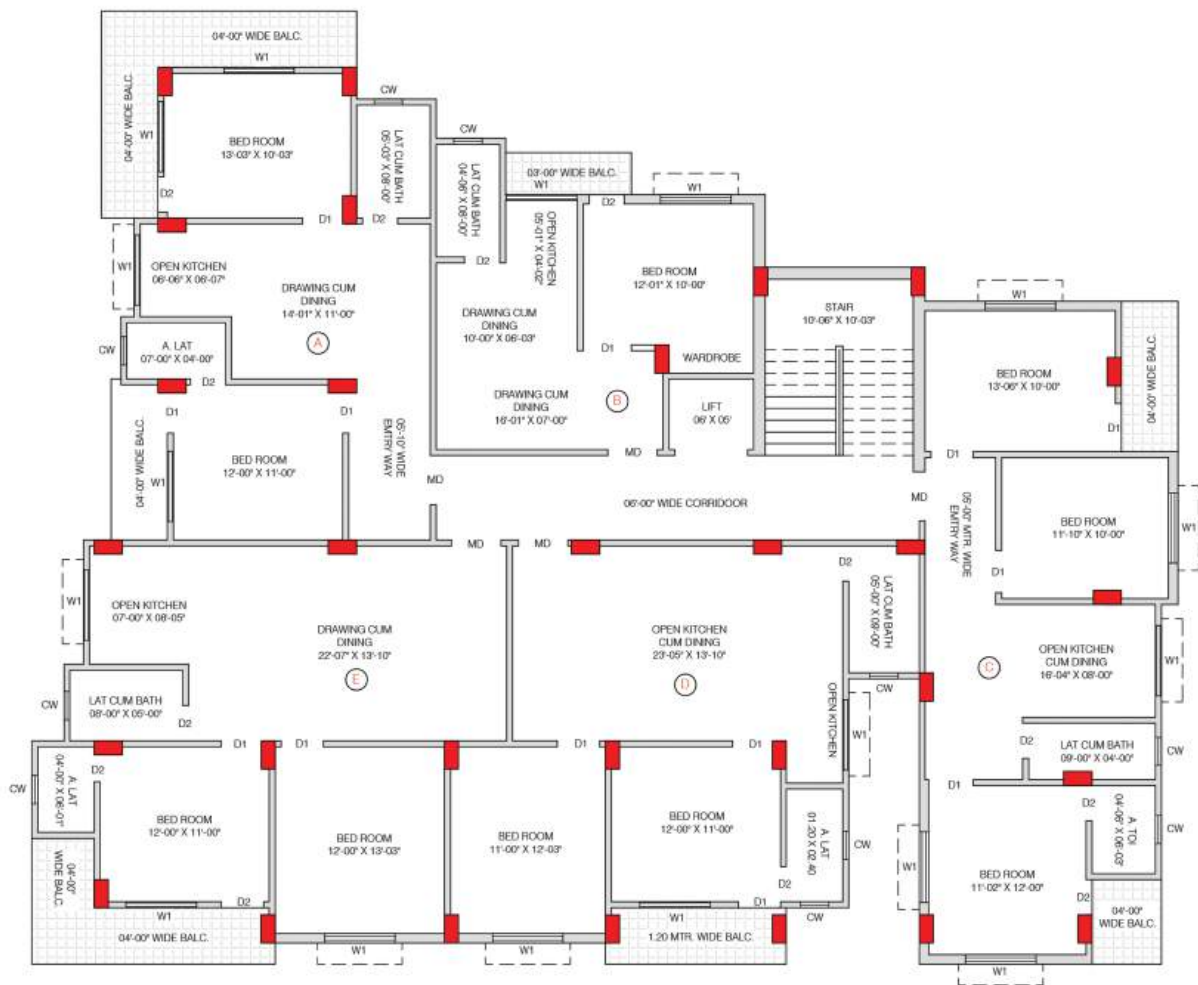 04'-00" WIDE BALC.
W1
04'-00" WIDE BALC.
W1
BED ROOM
13'-03" X 10'-03"
D2
D1
D2
CW
LAT CUM BATH
05'-03" X 08'-00"
CW
LAT CUM BATH
04'-06" X 08'-00"
D2
03'-00" WIDE BALC.
W1
D2
W1
W1
OPEN KITCHEN
06'-06" X 06'-07"
DRAWING CUM
DINING
14'-01" X 11'-00"
A
OPEN KITCHEN
05'-01" X 04'-02"
BED ROOM
12'-01" X 10'-00"
DRAWING CUM
DINING
10'-00" X 06'-03"
D1
WARDROBE
STAIR
10'-06" X 10'-03"
CW
A. LAT
07'-00" X 04'-00"
D2
DRAWING CUM
DINING
16'-01" X 07'-00"
B
LIFT
06' X 05'
W1
BED ROOM
13'-06" X 10'-00"
04'-00" WIDE BALC.
D1
D1
D1
D1
04'-00" WIDE BALC.
W1
BED ROOM
12'-00" X 11'-00"
05'-10' WIDE
EMTRY WAY
MD
MD
06'-00" WIDE CORRIDOOR
MD
05'-00" MTR. WIDE
EMTRY WAY
BED ROOM
11'-10" X 10'-00"
W1
D1
MD
MD
W1
OPEN KITCHEN
07'-00" X 08'-05"
DRAWING CUM
DINING
22'-07" X 13'-10"
E
OPEN KITCHEN
CUM DINING
23'-05" X 13'-10"
D
D2
LAT CUM BATH
05'-00" X 09'-00"
CW
OPEN KITCHEN
W1
OPEN KITCHEN
CUM DINING
16'-04" X 08'-00"
C
W1
CW
LAT CUM BATH
08'-00" X 05'-00"
D2
D1
D1
D1
D1
D2
LAT CUM BATH
09'-00" X 04'-00"
CW
D1
CW
A. LAT
04'-00" X 06'-01"
D2
BED ROOM
12'-00" X 11'-00"
BED ROOM
12'-00" X 13'-03"
BED ROOM
11'-00" X 12'-03"
BED ROOM
12'-00" X 11'-00"
A. LAT
01.20 X 02.40
CW
D2
D2
A. TOI
04'-06" X 06'-03"
CW
W1
BED ROOM
11'-02" X 12'-00"
D2
04'-00"
WIDE BALC.
W1
D2
04'-00" WIDE BALC.
W1
W1
W1
D1
CW
1.20 MTR. WIDE BALC.
04'-00"
WIDE BALC.
W1